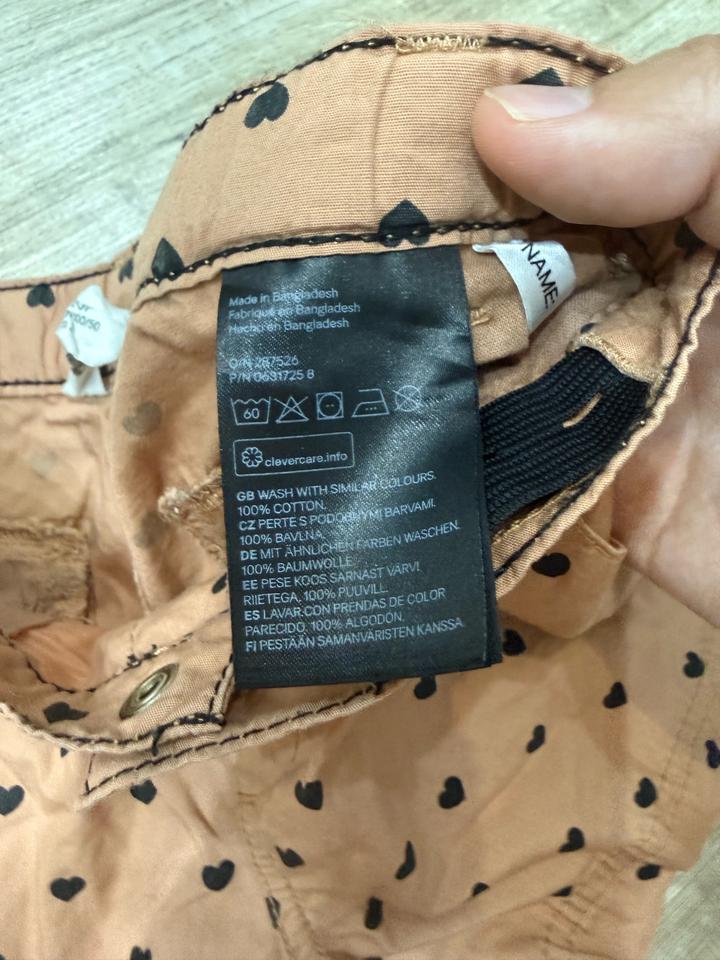 Made in Bangladesh
Fabriqué en Bangladesh
Hecho en Bangladesh
O/N 287526
P/N 0691725 8
60
clevercare.info
GB WASH WITH SIMILAR COLOURS.
100% COTTON.
CZ PERTE S PODOBNÝMI BARVAMI.
100% BAVLNA.
DE MIT ÄHNLICHEN FARBEN WASCHEN.
100% BAUMWOLLE.
EE PESE KOOS SARNAST VÄRVI
RIIETEGA. 100% PUUVILL.
ES LAVAR CON PRENDAS DE COLOR
PARECIDO. 100% ALGODÓN.
FI PESTÄÄN SAMANVÄRISTEN KANSSA.
NAME: